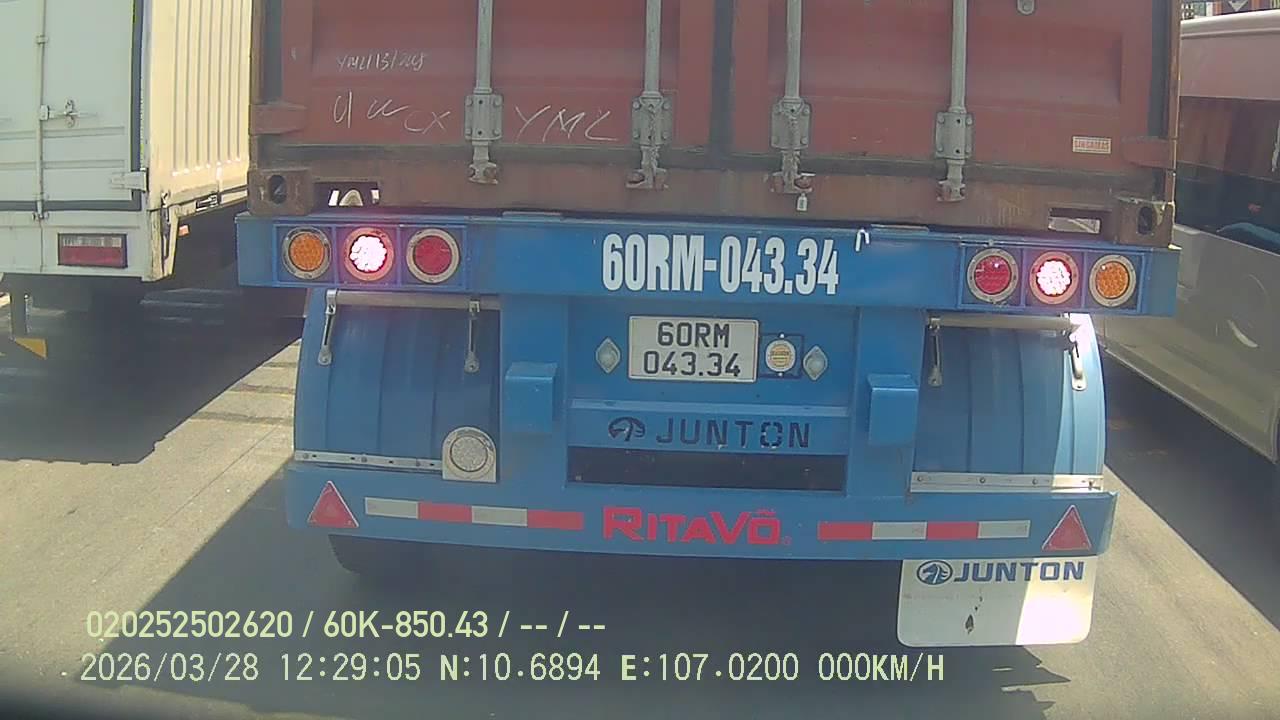 YML
60RM-043.34
60RM
043.34
JUNTON
RITAVÕ
JUNTON
020252502620 / 60K-850.43 / -- / --
2026/03/28 12:29:05 N:10.6894 E:107.0200 000KM/H